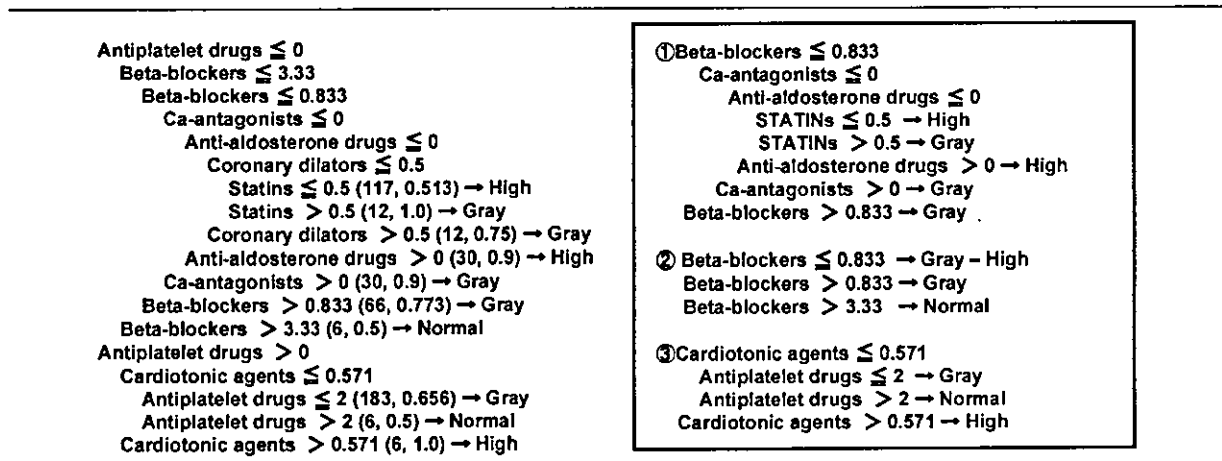 Antiplatelet drugs ≦ 0
Beta-blockers ≦ 3.33
Beta-blockers ≦ 0.833
Ca-antagonists ≦ 0
Anti-aldosterone drugs ≦ 0
Coronary dilators ≦ 0.5
Statins ≦ 0.5 (117, 0.513) → High
Statins > 0.5 (12, 1.0) → Gray
Coronary dilators > 0.5 (12, 0.75) → Gray
Anti-aldosterone drugs > 0 (30, 0.9) → High
Ca-antagonists > 0 (30, 0.9) → Gray
Beta-blockers > 0.833 (66, 0.773) → Gray
Beta-blockers > 3.33 (6, 0.5) → Normal
Antiplatelet drugs > 0
Cardiotonic agents ≦ 0.571
Antiplatelet drugs ≦ 2 (183, 0.656) → Gray
Antiplatelet drugs > 2 (6, 0.5) → Normal
Cardiotonic agents > 0.571 (6, 1.0) → High
①Beta-blockers ≦ 0.833
Ca-antagonists ≦ 0
Anti-aldosterone drugs ≦ 0
STATINs ≦ 0.5 → High
STATINs > 0.5 → Gray
Anti-aldosterone drugs > 0 → High
Ca-antagonists > 0 → Gray
Beta-blockers > 0.833 → Gray
② Beta-blockers ≦ 0.833 → Gray – High
Beta-blockers > 0.833 → Gray
Beta-blockers > 3.33 → Normal
③Cardiotonic agents ≦ 0.571
Antiplatelet drugs ≦ 2 → Gray
Antiplatelet drugs > 2 → Normal
Cardiotonic agents > 0.571 → High